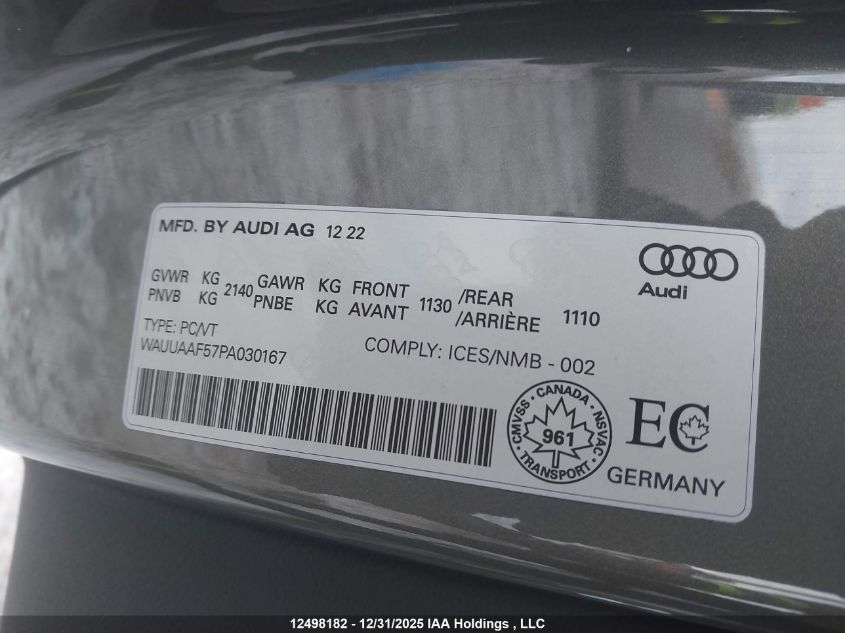 MFD. BY AUDI AG 12 22
Audi
GVWR KG 2140 GAWR KG FRONT 1130 /REAR 1110
PNVB KG PNBE KG AVANT /ARRIÈRE
TYPE: PC/VT
WAUUAAF57PA030167
COMPLY: ICES/NMB - 002
CMVSS • CANADA • NSVAC • TRANSPORT •
961
EC
GERMANY
12498182 - 12/31/2025 IAA Holdings , LLC